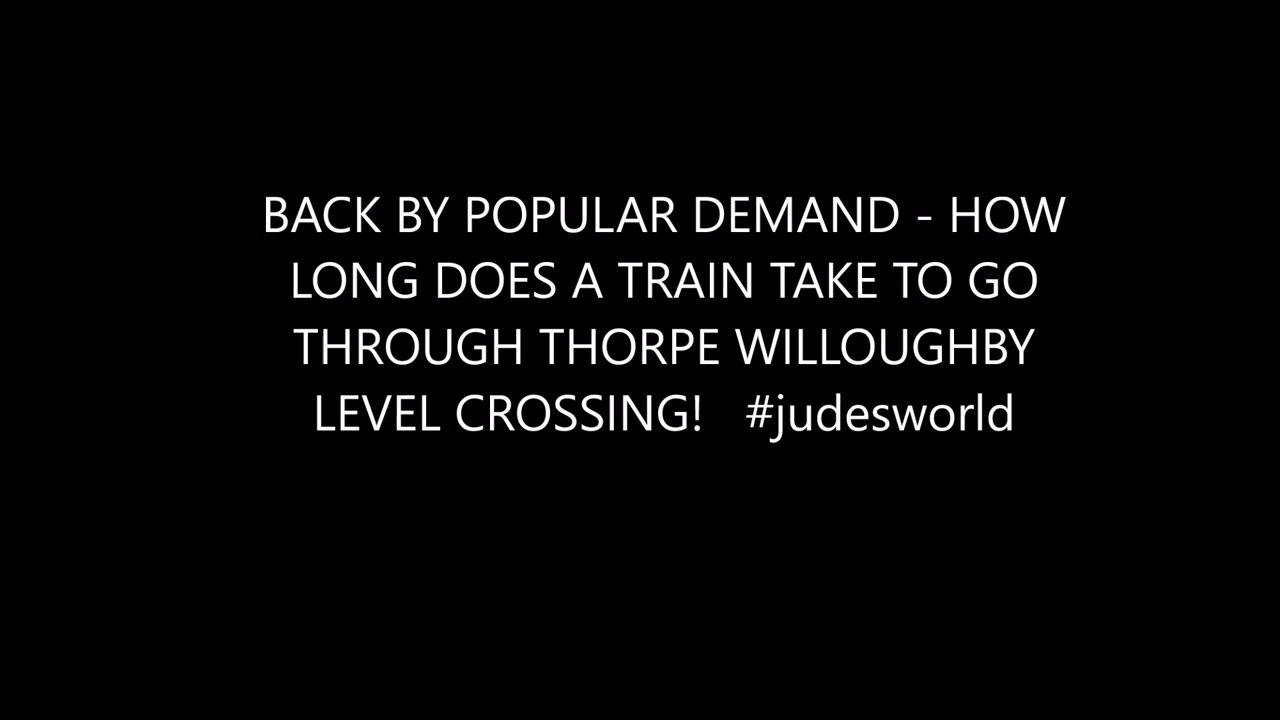 BACK BY POPULAR DEMAND - HOW
LONG DOES A TRAIN TAKE TO GO
THROUGH THORPE WILLOUGHBY
LEVEL CROSSING!   #judesworld